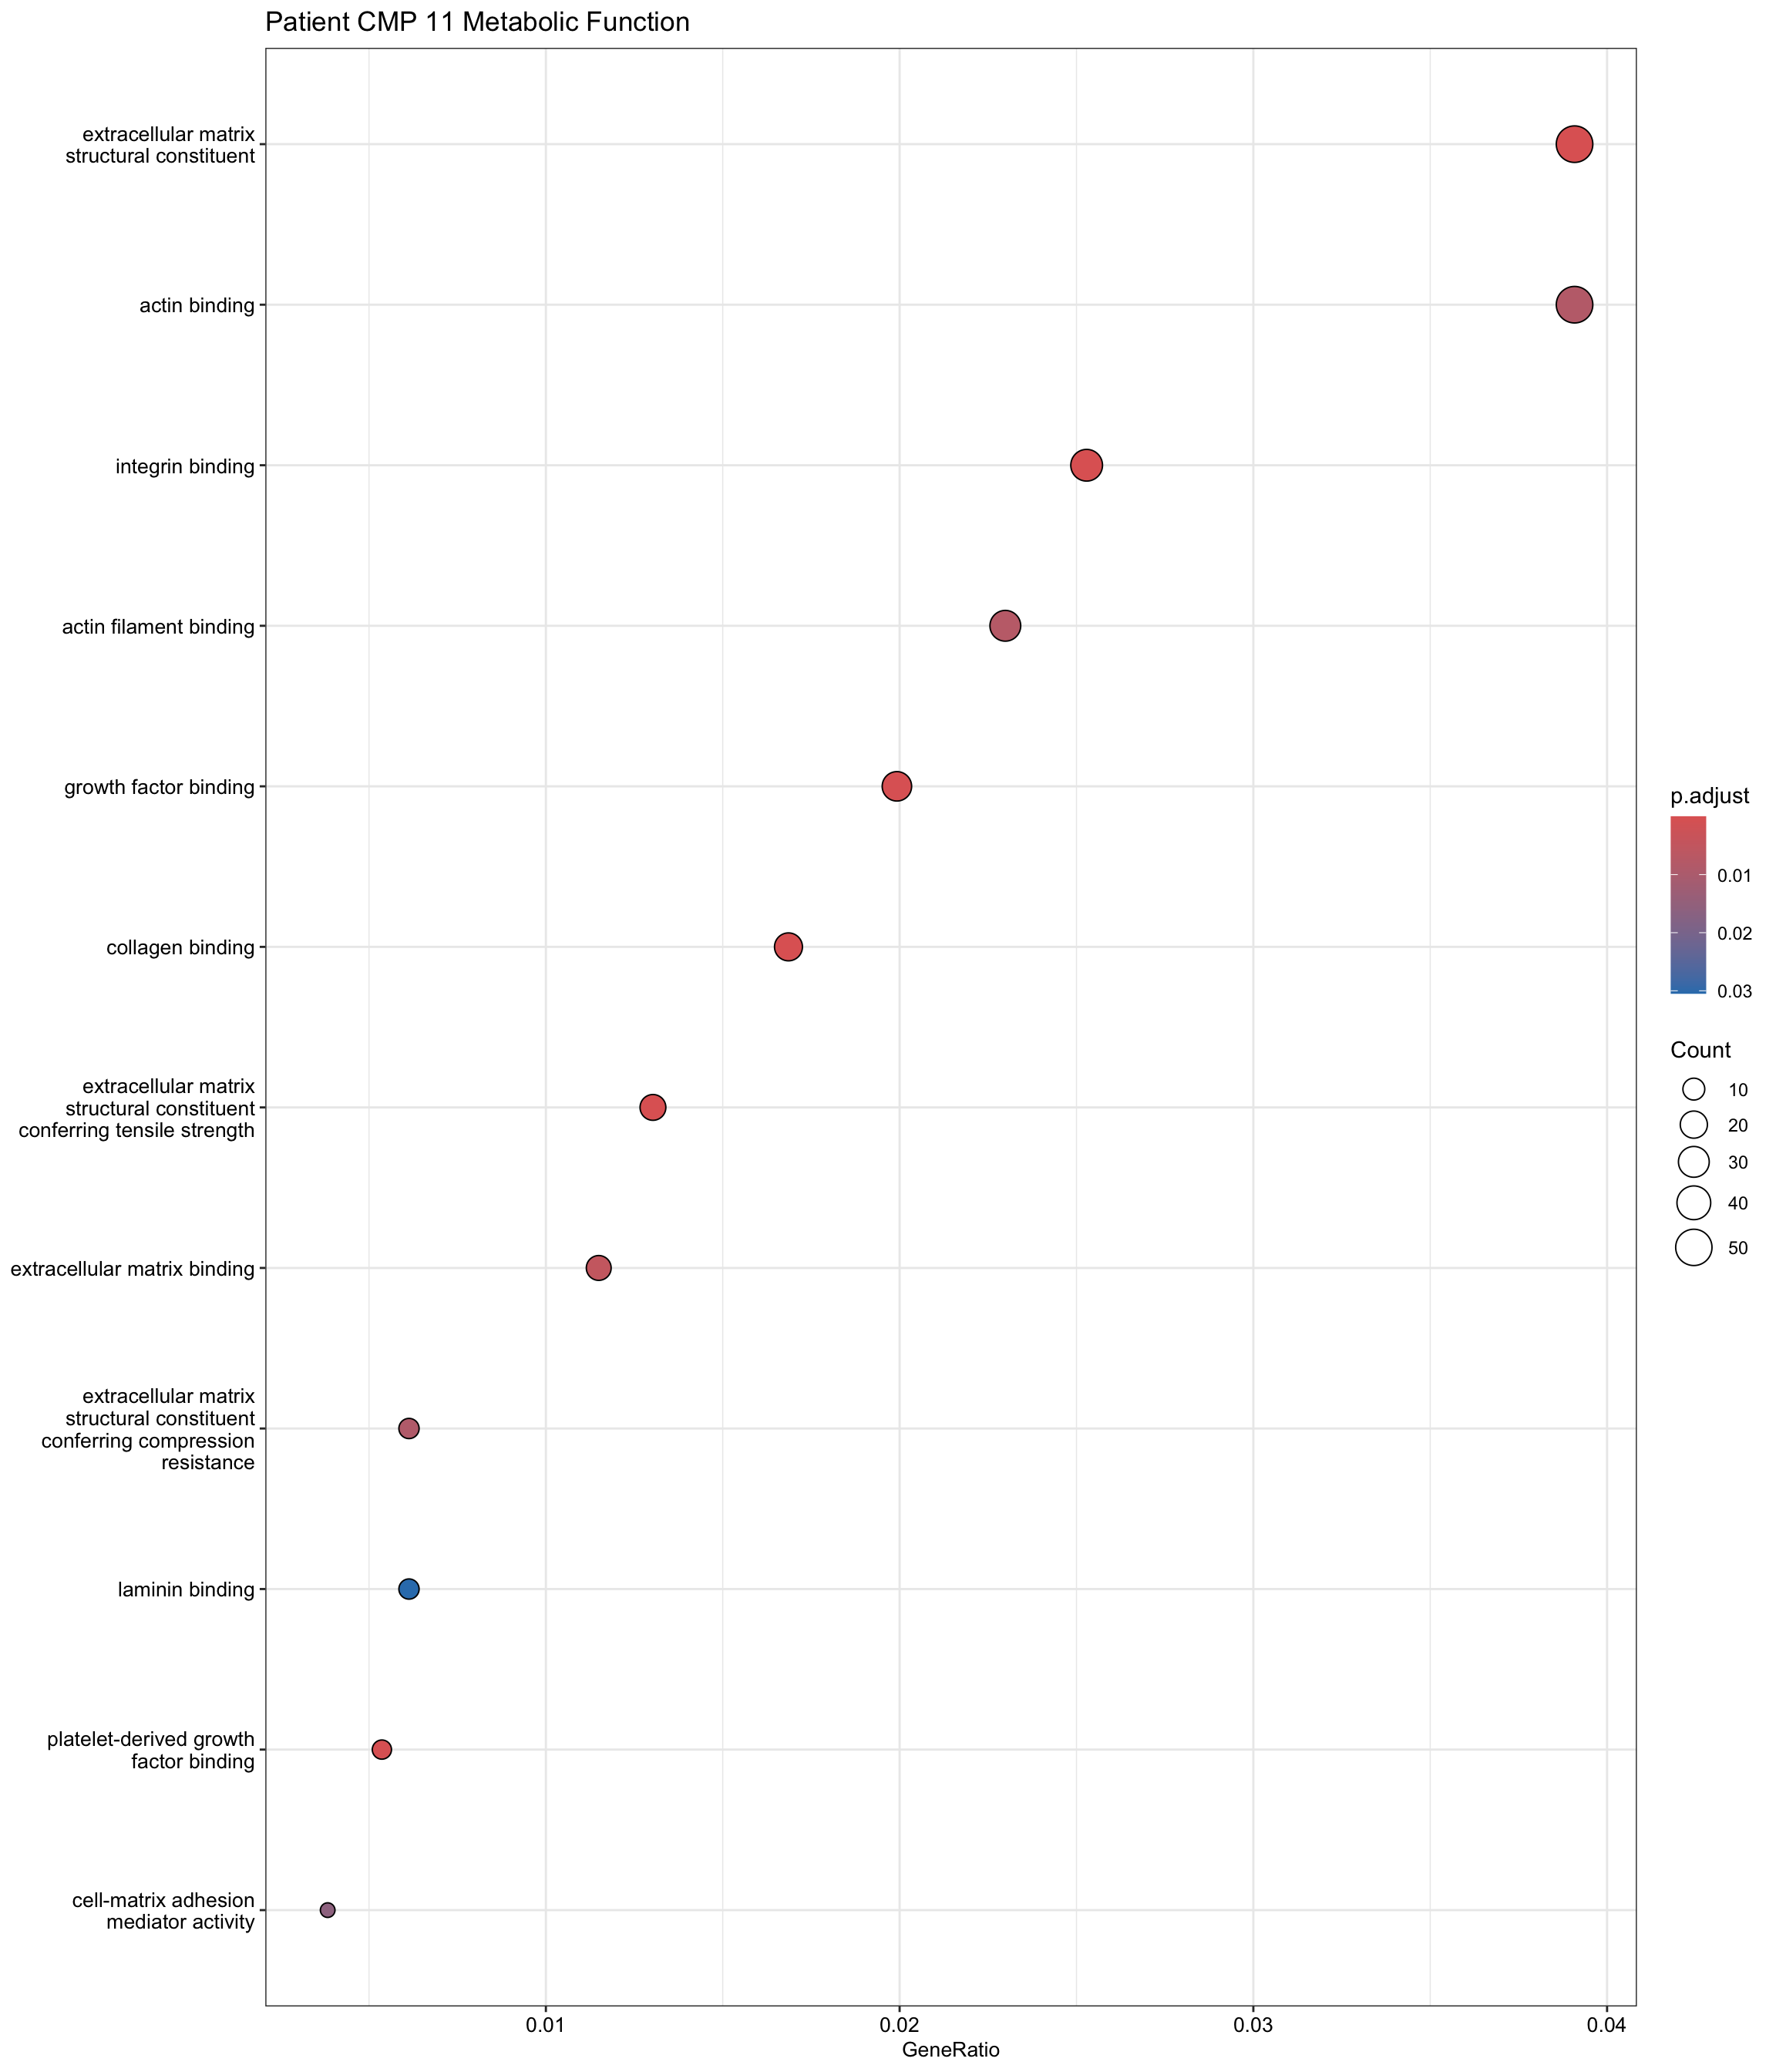 Patient CMP 11 Metabolic Function
extracellular matrix
structural constituent
actin binding
integrin binding
actin filament binding
growth factor binding
collagen binding
extracellular matrix
structural constituent
conferring tensile strength
extracellular matrix binding
extracellular matrix
structural constituent
conferring compression
resistance
laminin binding
platelet-derived growth
factor binding
cell-matrix adhesion
mediator activity
0.01
0.02
0.03
0.04
GeneRatio
p.adjust
0.01
0.02
0.03
Count
10
20
30
40
50